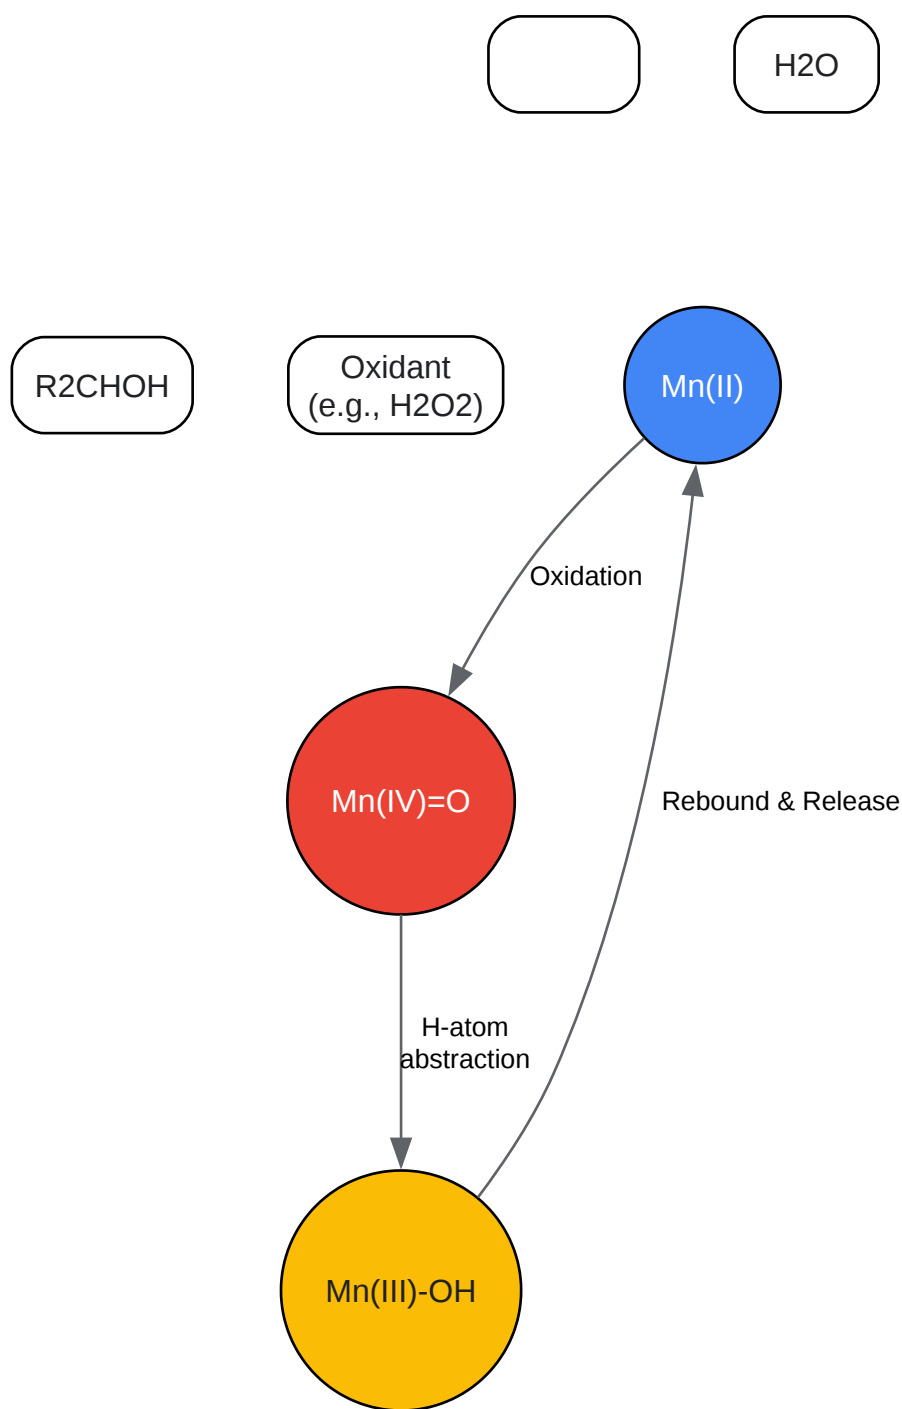 H2O
R2CHOH
Oxidant
(e.g., H2O2)
Mn(II)
Oxidation
Mn(IV)=O
Rebound & Release
H-atom
abstraction
Mn(III)-OH